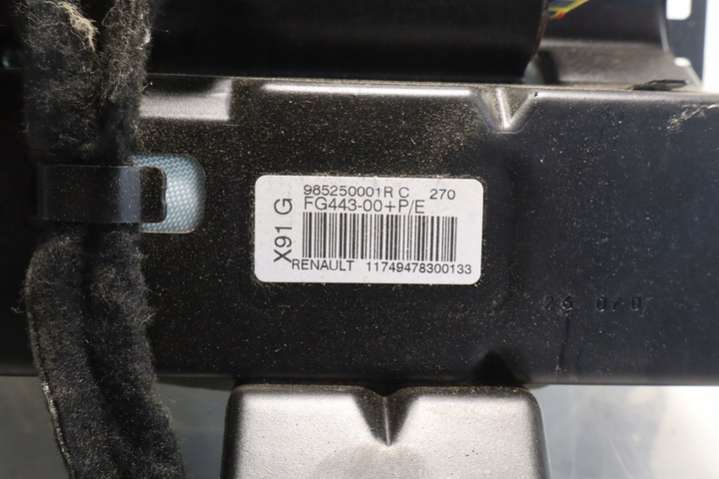 985250001R C 270
FG443-00+P/E
X91 G
RENAULT 11749478300133